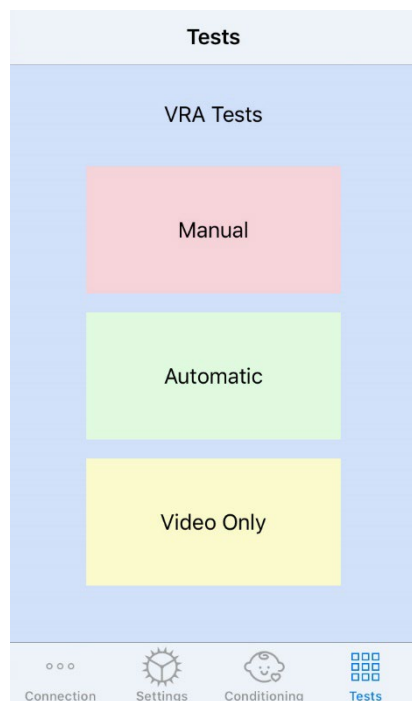 Tests
VRA Tests
Manual
Automatic
Video Only
Connection Settings Conditioning Tests